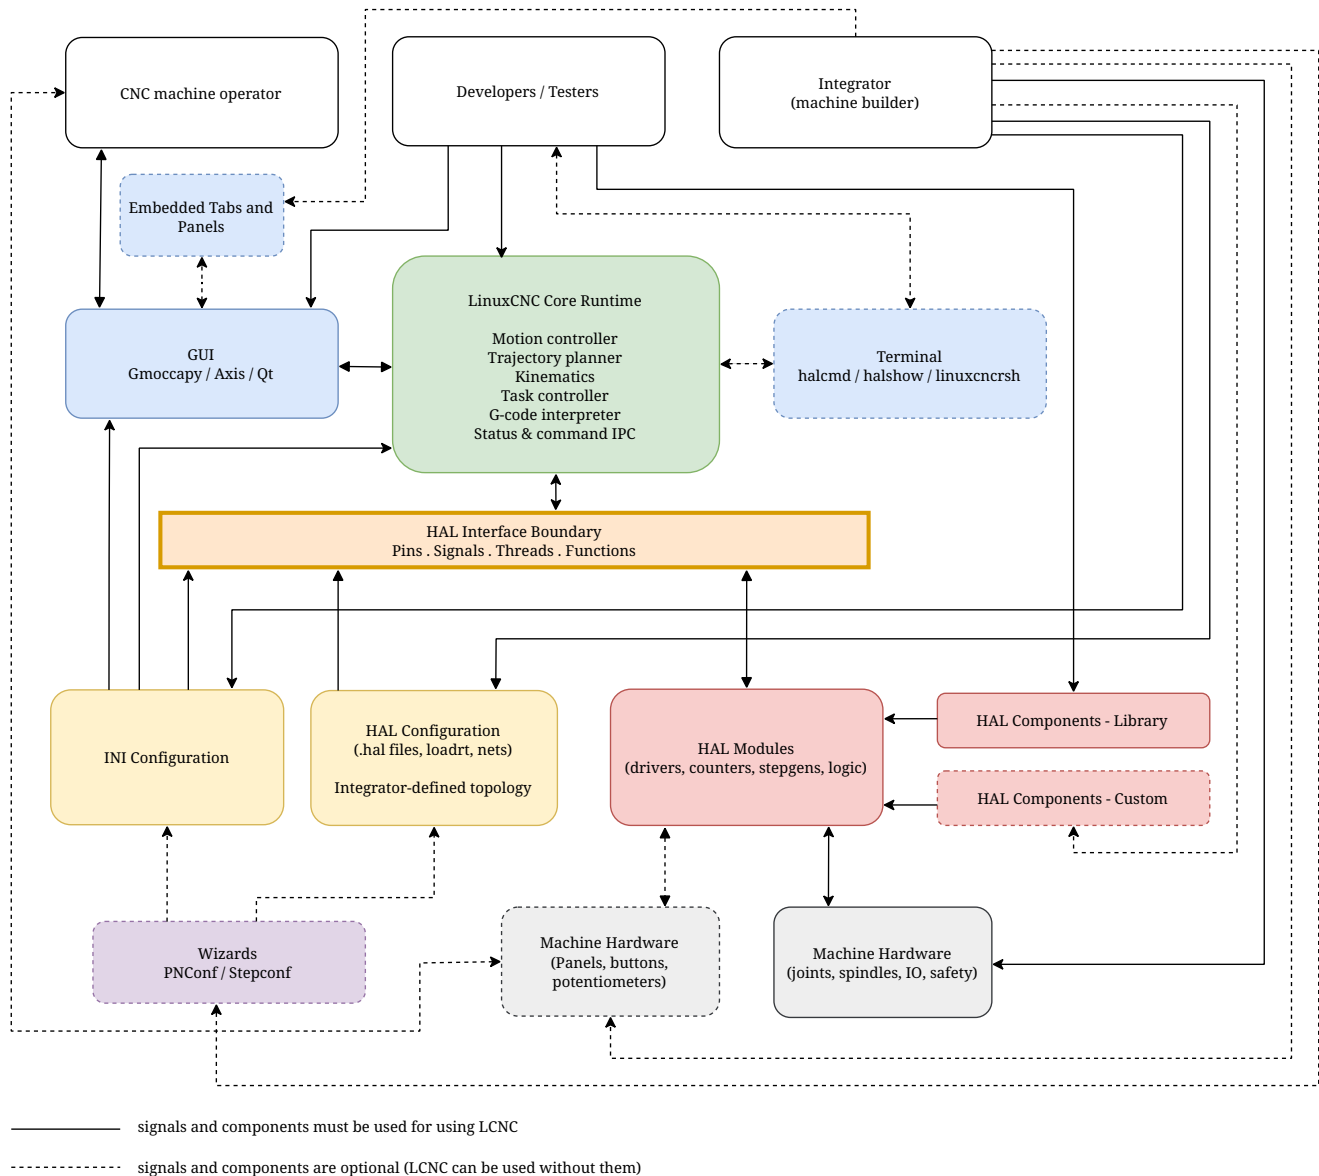 CNC machine operator
Developers / Testers
Integrator
(machine builder)
Embedded Tabs and
Panels
GUI
Gmoccapy / Axis / Qt
LinuxCNC Core Runtime
Motion controller
Trajectory planner
Kinematics
Task controller
G-code interpreter
Status & command IPC
Terminal
halcmd / halshow / linuxcncrsh
HAL Interface Boundary
Pins . Signals . Threads . Functions
INI Configuration
HAL Configuration
(.hal files, loadrt, nets)
Integrator-defined topology
HAL Modules
(drivers, counters, stepgens, logic)
HAL Components - Library
HAL Components - Custom
Wizards
PNConf / Stepconf
Machine Hardware
(Panels, buttons,
potentiometers)
Machine Hardware
(joints, spindles, IO, safety)
signals and components must be used for using LCNC
signals and components are optional (LCNC can be used without them)